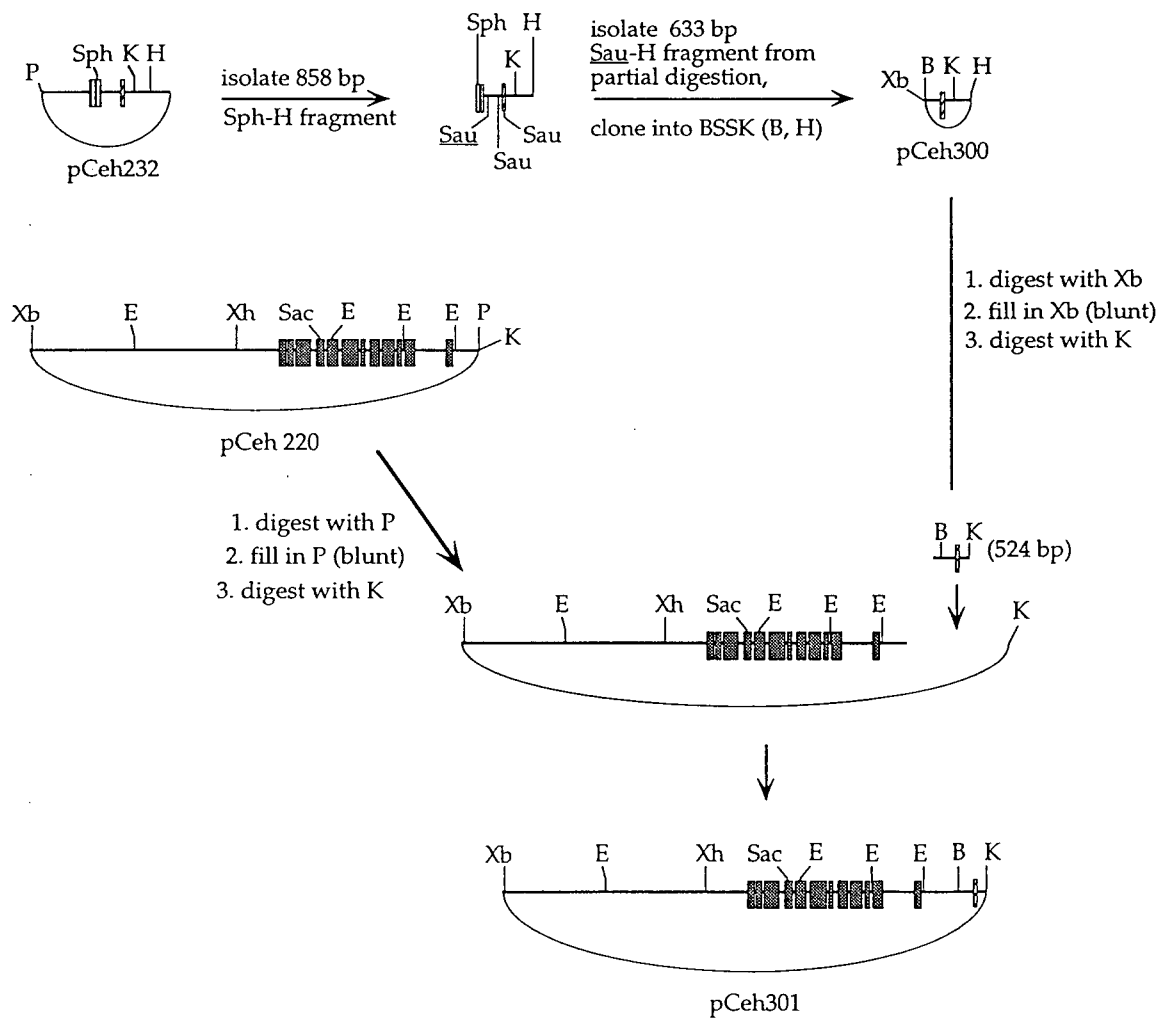 P
Sph K H
pCeh232
isolate 858 bp
Sph-H fragment
Sph H
K
Sau
Sau
Sau
isolate 633 bp
Sau-H fragment from
partial digestion,
clone into BSSK (B, H)
Xb B K H
pCeh300
1. digest with Xb
2. fill in Xb (blunt)
3. digest with K
Xb E Xh Sac E E E P
K
pCeh 220
1. digest with P
2. fill in P (blunt)
3. digest with K
B K (524 bp)
Xb E Xh Sac E E E K
Xb E Xh Sac E E E B K
pCeh301